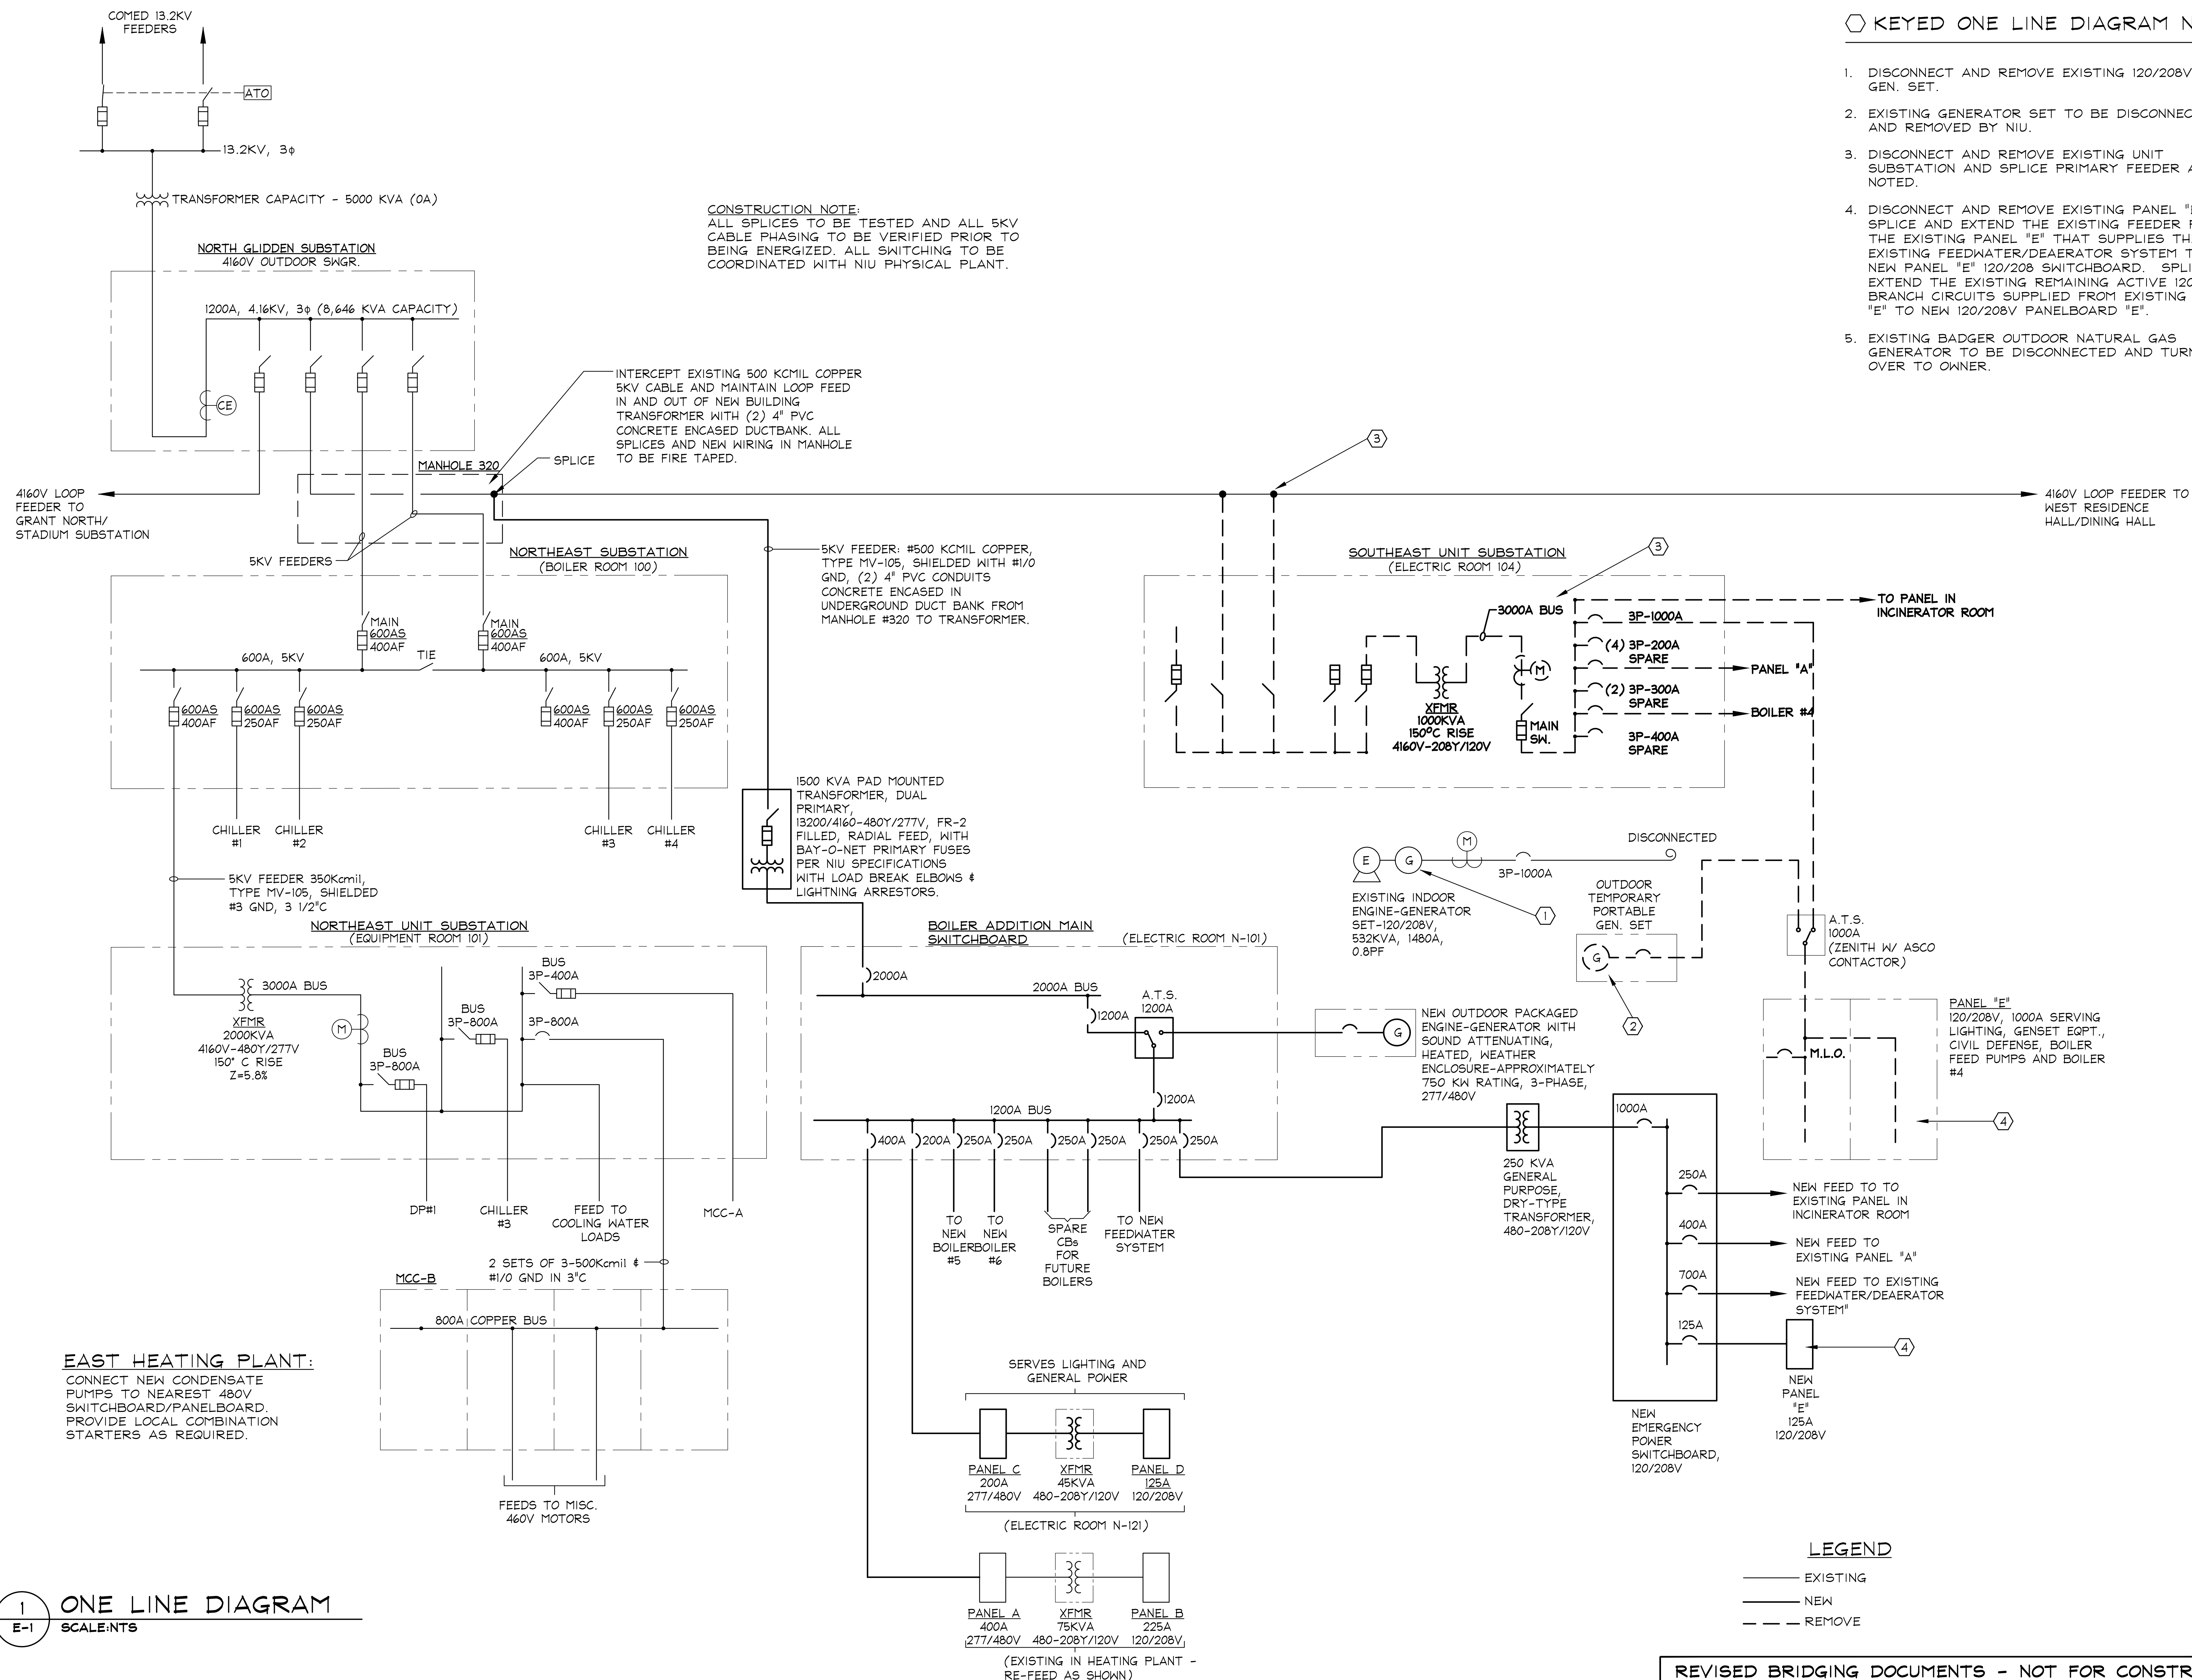 COMED 13.2KV
FEEDERS
ATO
13.2KV, 3φ
TRANSFORMER CAPACITY - 5000 KVA (OA)
NORTH GLIDDEN SUBSTATION
4160V OUTDOOR SWGR.
1200A, 4.16KV, 3φ (8,646 KVA CAPACITY)
CE
CONSTRUCTION NOTE:
ALL SPLICES TO BE TESTED AND ALL 5KV
CABLE PHASING TO BE VERIFIED PRIOR TO
BEING ENERGIZED. ALL SWITCHING TO BE
COORDINATED WITH NIU PHYSICAL PLANT.
KEYED ONE LINE DIAGRAM N
1. DISCONNECT AND REMOVE EXISTING 120/208V
GEN. SET.
2. EXISTING GENERATOR SET TO BE DISCONNEC
AND REMOVED BY NIU.
3. DISCONNECT AND REMOVE EXISTING UNIT
SUBSTATION AND SPLICE PRIMARY FEEDER A
NOTED.
4. DISCONNECT AND REMOVE EXISTING PANEL "E
SPLICE AND EXTEND THE EXISTING FEEDER F
THE EXISTING PANEL "E" THAT SUPPLIES TH
EXISTING FEEDWATER/DEAERATOR SYSTEM T
NEW PANEL "E" 120/208 SWITCHBOARD. SPLI
EXTEND THE EXISTING REMAINING ACTIVE 120
BRANCH CIRCUITS SUPPLIED FROM EXISTING
"E" TO NEW 120/208V PANELBOARD "E".
5. EXISTING BADGER OUTDOOR NATURAL GAS
GENERATOR TO BE DISCONNECTED AND TURN
OVER TO OWNER.
INTERCEPT EXISTING 500 KCMIL COPPER
5KV CABLE AND MAINTAIN LOOP FEED
IN AND OUT OF NEW BUILDING
TRANSFORMER WITH (2) 4" PVC
CONCRETE ENCASED DUCTBANK. ALL
SPLICES AND NEW WIRING IN MANHOLE
TO BE FIRE TAPED.
MANHOLE 320
SPLICE
3
4160V LOOP
FEEDER TO
GRANT NORTH/
STADIUM SUBSTATION
4160V LOOP FEEDER TO
WEST RESIDENCE
HALL/DINING HALL
5KV FEEDERS
NORTHEAST SUBSTATION
(BOILER ROOM 100)
MAIN
600AS
400AF
MAIN
600AS
400AF
600A, 5KV
TIE
600A, 5KV
600AS
400AF
600AS
250AF
600AS
250AF
600AS
400AF
600AS
250AF
600AS
250AF
CHILLER
#1
CHILLER
#2
CHILLER
#3
CHILLER
#4
5KV FEEDER: #500 KCMIL COPPER,
TYPE MV-105, SHIELDED WITH #1/0
GND, (2) 4" PVC CONDUITS
CONCRETE ENCASED IN
UNDERGROUND DUCT BANK FROM
MANHOLE #320 TO TRANSFORMER.
SOUTHEAST UNIT SUBSTATION
(ELECTRIC ROOM 104)
3
3000A BUS
XFMR
1000KVA
150°C RISE
4160V-208Y/120V
M
MAIN
SW.
3P-1000A
(4) 3P-200A
SPARE
(2) 3P-300A
SPARE
3P-400A
SPARE
TO PANEL IN
INCINERATOR ROOM
PANEL "A"
BOILER #4
1500 KVA PAD MOUNTED
TRANSFORMER, DUAL
PRIMARY,
13200/4160-480Y/277V, FR-2
FILLED, RADIAL FEED, WITH
BAY-O-NET PRIMARY FUSES
PER NIU SPECIFICATIONS
WITH LOAD BREAK ELBOWS &
LIGHTNING ARRESTORS.
5KV FEEDER 350Kcmil,
TYPE MV-105, SHIELDED
#3 GND, 3 1/2"C
E
G
M
3P-1000A
DISCONNECTED
EXISTING INDOOR
ENGINE-GENERATOR
SET-120/208V,
532KVA, 1480A,
0.8PF
1
OUTDOOR
TEMPORARY
PORTABLE
GEN. SET
G
2
A.T.S.
1000A
(ZENITH W/ ASCO
CONTACTOR)
NORTHEAST UNIT SUBSTATION
(EQUIPMENT ROOM 101)
3000A BUS
XFMR
2000KVA
4160V-480Y/277V
150° C RISE
Z=5.8%
M
BUS
3P-800A
BUS
3P-800A
BUS
3P-400A
3P-800A
DP#1
CHILLER
#3
FEED TO
COOLING WATER
LOADS
MCC-A
2 SETS OF 3-500Kcmil &
#1/0 GND IN 3"C
MCC-B
800A COPPER BUS
FEEDS TO MISC.
460V MOTORS
BOILER ADDITION MAIN
SWITCHBOARD
(ELECTRIC ROOM N-101)
2000A
2000A BUS
1200A
A.T.S.
1200A
1200A
1200A BUS
400A
200A
250A
250A
250A
250A
250A
250A
TO
NEW
BOILER
#5
TO
NEW
BOILER
#6
SPARE
CBs
FOR
FUTURE
BOILERS
TO NEW
FEEDWATER
SYSTEM
G
NEW OUTDOOR PACKAGED
ENGINE-GENERATOR WITH
SOUND ATTENUATING,
HEATED, WEATHER
ENCLOSURE-APPROXIMATELY
750 KW RATING, 3-PHASE,
277/480V
250 KVA
GENERAL
PURPOSE,
DRY-TYPE
TRANSFORMER,
480-208Y/120V
PANEL "E"
120/208V, 1000A SERVING
LIGHTING, GENSET EQPT.,
CIVIL DEFENSE, BOILER
FEED PUMPS AND BOILER
#4
M.L.O.
4
1000A
250A
400A
700A
125A
NEW FEED TO TO
EXISTING PANEL IN
INCINERATOR ROOM
NEW FEED TO
EXISTING PANEL "A"
NEW FEED TO EXISTING
FEEDWATER/DEAERATOR
SYSTEM"
4
NEW
PANEL
"E"
125A
120/208V
NEW
EMERGENCY
POWER
SWITCHBOARD,
120/208V
EAST HEATING PLANT:
CONNECT NEW CONDENSATE
PUMPS TO NEAREST 480V
SWITCHBOARD/PANELBOARD.
PROVIDE LOCAL COMBINATION
STARTERS AS REQUIRED.
SERVES LIGHTING AND
GENERAL POWER
PANEL C
200A
277/480V
XFMR
45KVA
480-208Y/120V
PANEL D
125A
120/208V
(ELECTRIC ROOM N-121)
PANEL A
400A
277/480V
XFMR
75KVA
480-208Y/120V
PANEL B
225A
120/208V
(EXISTING IN HEATING PLANT -
RE-FEED AS SHOWN)
LEGEND
EXISTING
NEW
REMOVE
1
E-1
ONE LINE DIAGRAM
SCALE:NTS
REVISED BRIDGING DOCUMENTS - NOT FOR CONSTR